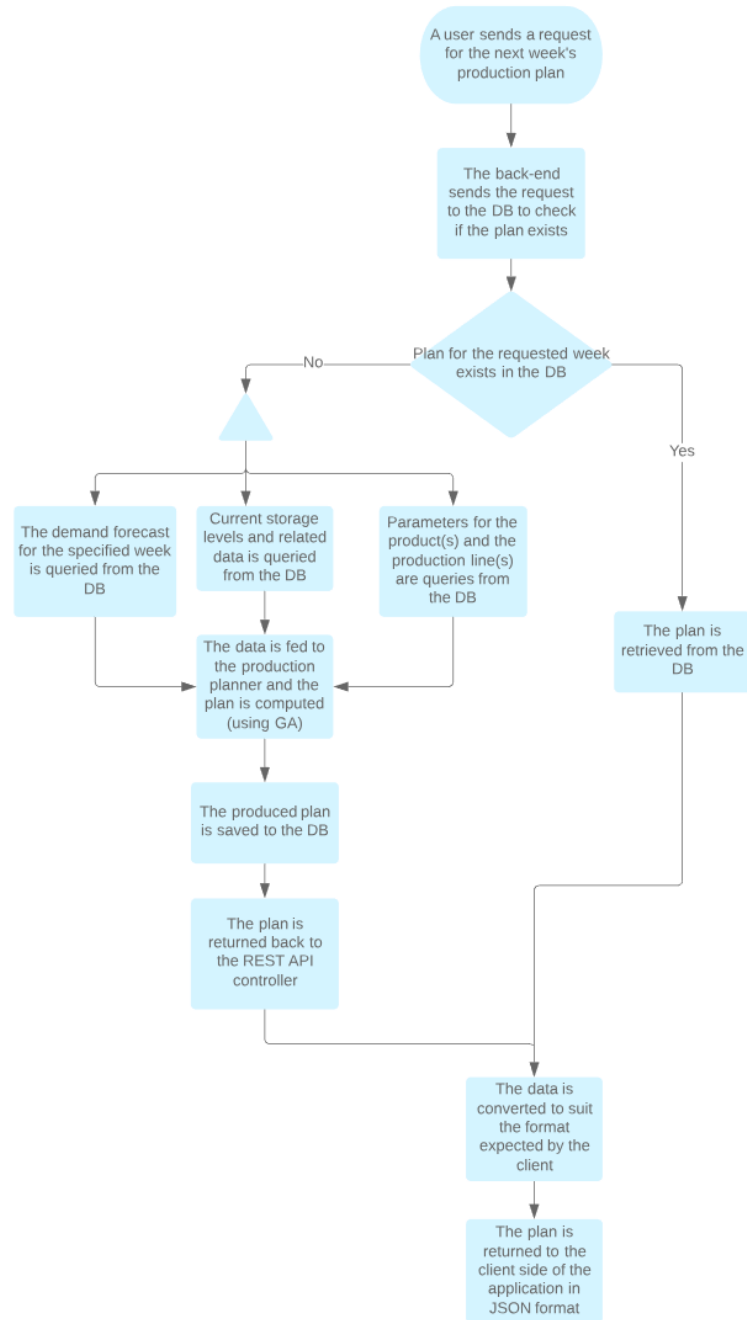 A user sends a request
for the next week's
production plan
The back-end
sends the request
to the DB to check
if the plan exists
Plan for the requested week
exists in the DB
No
Yes
The demand forecast
for the specified week
is queried from the
DB
Current storage
levels and related
data is queried
from the DB
Parameters for the
product(s) and the
production line(s)
are queries from
the DB
The plan is
retrieved from the
DB
The data is fed to
the production
planner and the
plan is computed
(using GA)
The produced plan
is saved to the DB
The plan is
returned back to
the REST API
controller
The data is
converted to suit
the format
expected by the
client
The plan is
returned to the
client side of the
application in
JSON format